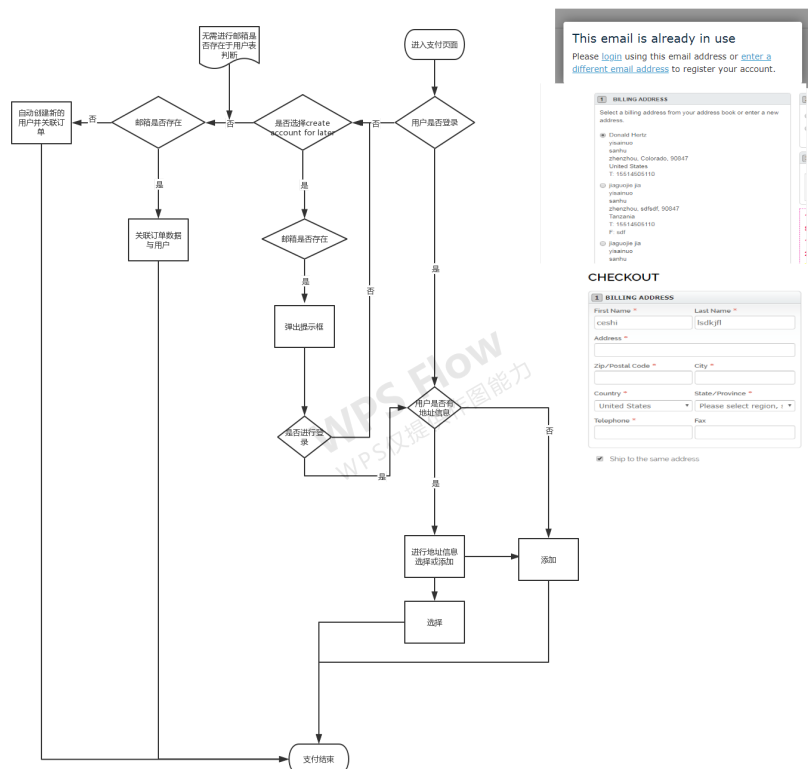 无需进行邮箱是
否存在于用户表
判断
进入支付页面
自动创建新的
用户并关联订
单
否
邮箱是否存在
否
是否选择create
account for later
否
用户是否登录
是
关联订单数据
与用户
是
邮箱是否存在
否
是
弹出提示框
是
是否进行登
录
是
用户是否有
地址信息
否
是
进行地址信息
选择或添加
添加
选择
支付结束
WPS Flow
This email is already in use
Please login using this email address or enter a
different email address to register your account.
1 BILLING ADDRESS
Select a billing address from your address book or enter a new
address.
Donald Hertz
yisainuo
sanhu
zhenzhou, Colorado, 90847
United States
T: 15514505110
jiaguojie jia
yisainuo
sanhu
zhenzhou, sdfsdf, 90847
Tanzania
T: 15514505110
F: sdf
jiaguojie jia
yisainuo
sanhu
CHECKOUT
1 BILLING ADDRESS
First Name *
Last Name *
ceshi
lsdkjfl
Address *
Zip/Postal Code *
City *
Country *
State/Province *
United States
Please select region, s
Telephone *
Fax
Ship to the same address